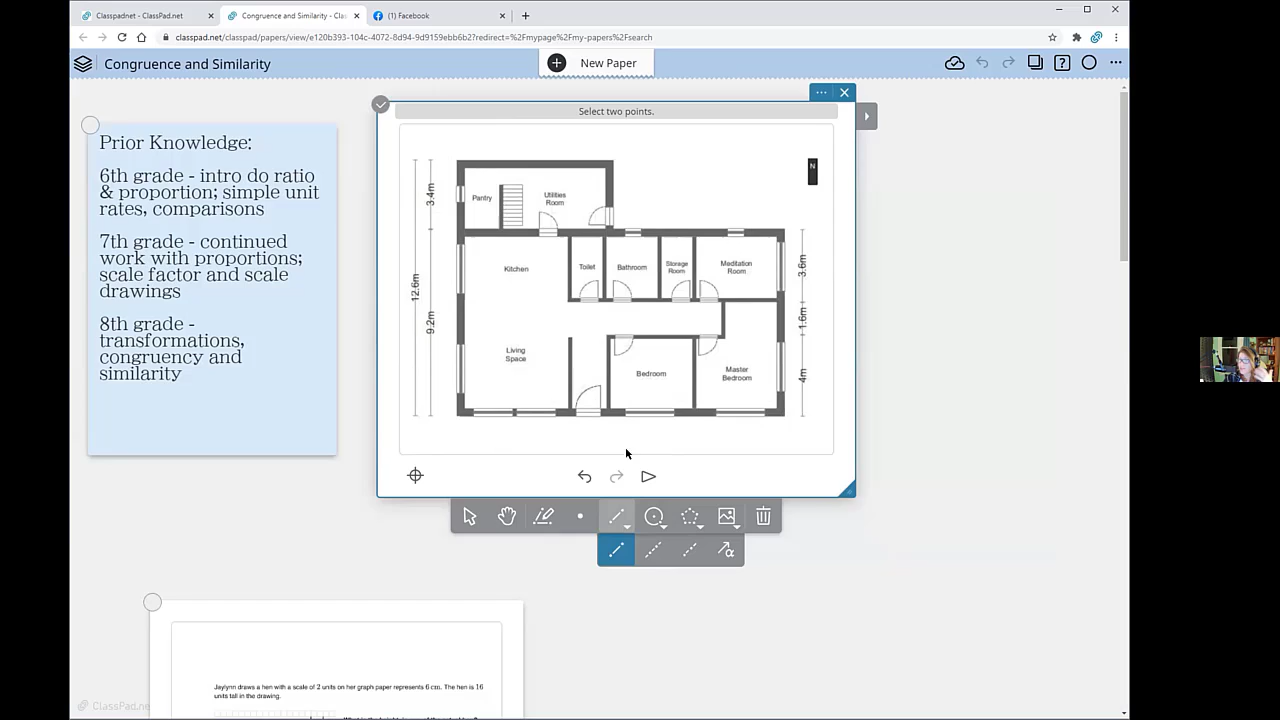 Classpadnet - ClassPad.net
Congruence and Similarity - Clas
(1) Facebook
classpad.net/classpad/papers/view/e120b393-104c-4072-8d94-9d9159ebb6b2?redirect=%2Fmypage%2Fmy-papers%2Fsearch
Congruence and Similarity
New Paper
Prior Knowledge:
6th grade - intro do ratio
& proportion; simple unit
rates, comparisons
7th grade - continued
work with proportions;
scale factor and scale
drawings
8th grade -
transformations,
congruency and
similarity
Select two points.
N
3.4m
Pantry
Utilities
Room
12.6m
9.2m
Kitchen
Toilet
Bathroom
Storage
Room
Meditation
Room
3.6m
1.6m
4m
Living
Space
Bedroom
Master
Bedroom
Jaylynn draws a hen with a scale of 2 units on her graph paper represents 6 cm. The hen is 16
units tall in the drawing.
ClassPad.ne